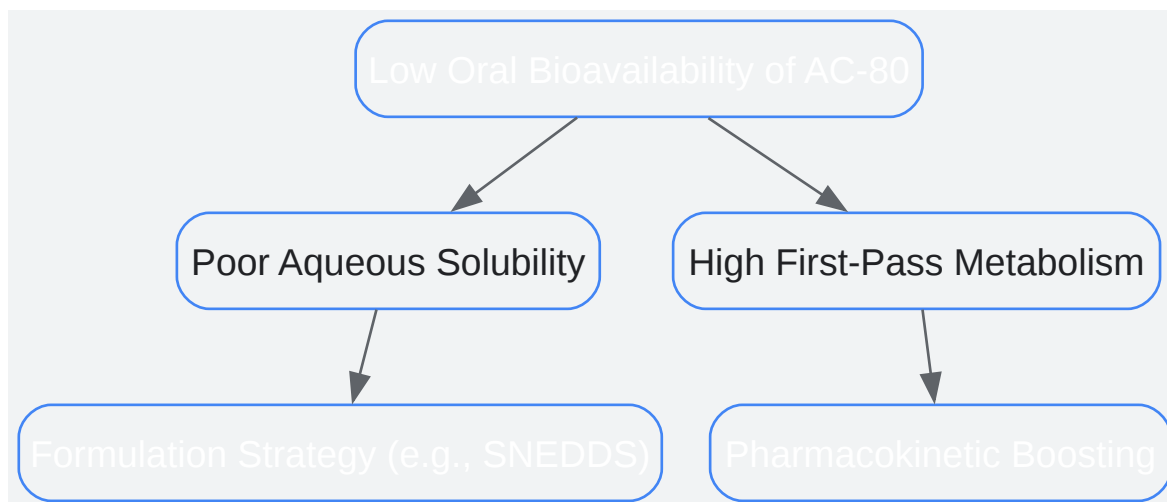 Low Oral Bioavailability of AC-80
Poor Aqueous Solubility
High First-Pass Metabolism
Formulation Strategy (e.g., SNEDDS)
Pharmacokinetic Boosting